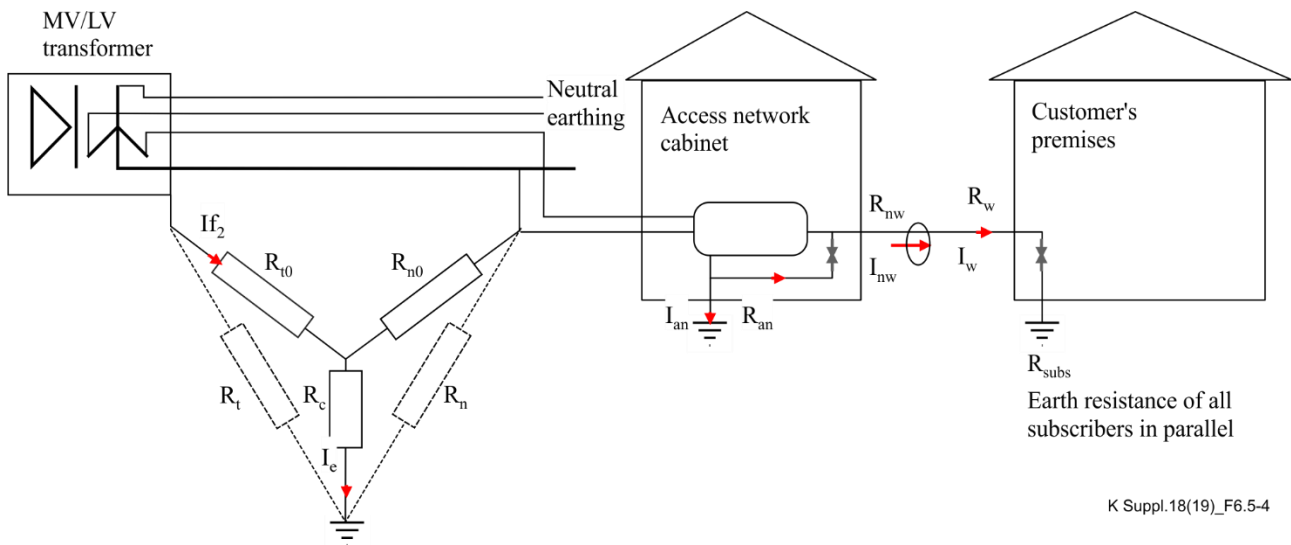 MV/LV
transformer
Neutral
earthing
Access network
cabinet
Customer's
premises
If₂
Rₜ₀
Rₙ₀
Rₜ
R꜀
Rₙ
Iₑ
Iₐₙ
Rₐₙ
Rₙw
Iₙw
Rw
Iw
Rₛᵤbₛ
Earth resistance of all
subscribers in parallel
K Suppl.18(19)_F6.5-4